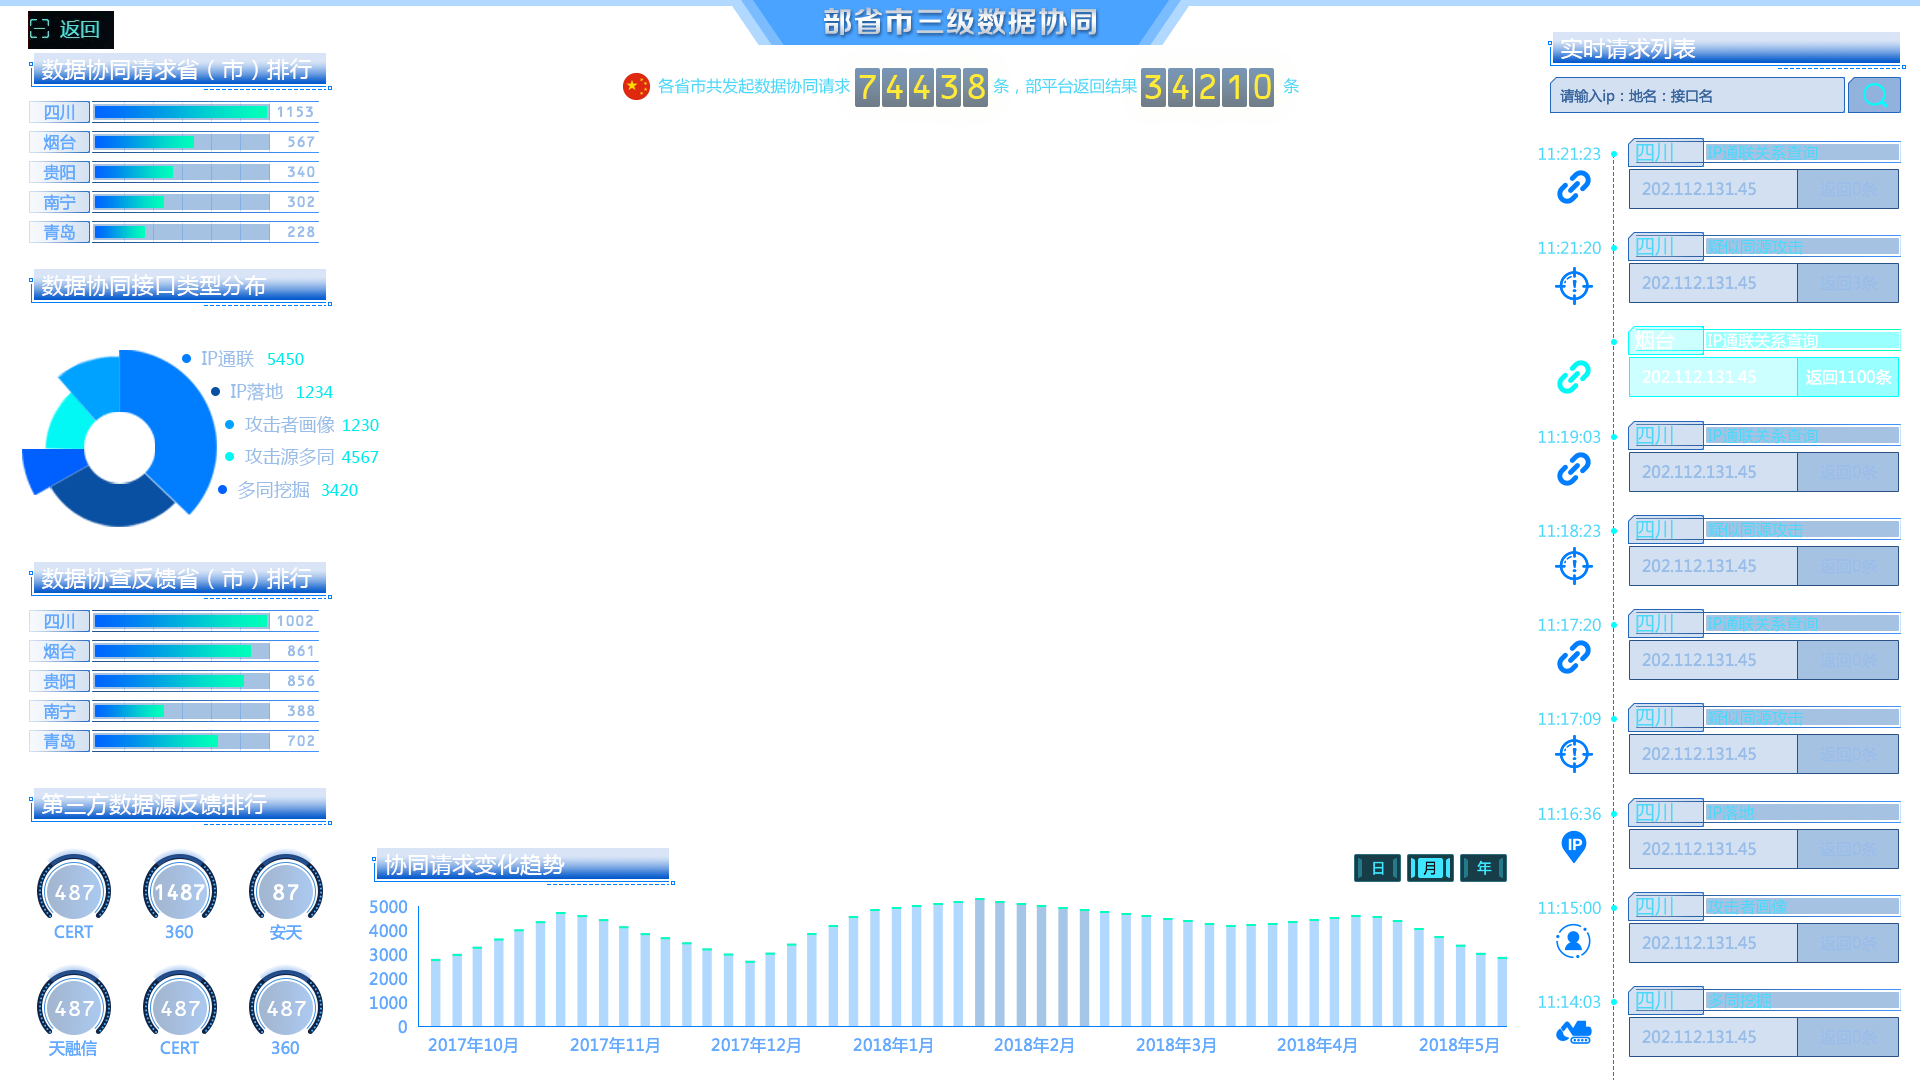 返回
部省市三级数据协同
各省市共发起数据协同请求 74438 条，部平台返回结果 34210 条
数据协同请求省（市）排行
四川 1153
烟台 567
贵阳 340
南宁 302
青岛 228
数据协同接口类型分布
IP通联 5450
IP落地 1234
攻击者画像 1230
攻击源多同 4567
多同挖掘 3420
数据协查反馈省（市）排行
四川 1002
烟台 861
贵阳 856
南宁 388
青岛 702
第三方数据源反馈排行
487 1487 87
CERT 360 安天
487 487 487
天融信 CERT 360
协同请求变化趋势
日 月 年
5000
4000
3000
2000
1000
0
2017年10月 2017年11月 2017年12月 2018年1月 2018年2月 2018年3月 2018年4月 2018年5月
实时请求列表
请输入ip：地名：接口名
11:21:23 四川 IP通联关系查询
202.112.131.45 返回0条
11:21:20 四川 疑似同源攻击
202.112.131.45 返回3条
烟台 IP通联关系查询
202.112.131.45 返回1100条
11:19:03 四川 IP通联关系查询
202.112.131.45 返回0条
11:18:23 四川 疑似同源攻击
202.112.131.45 返回0条
11:17:20 四川 IP通联关系查询
202.112.131.45 返回0条
11:17:09 四川 疑似同源攻击
202.112.131.45 返回0条
11:16:36 四川 IP落地
IP
202.112.131.45 返回0条
11:15:00 四川 攻击者画像
202.112.131.45 返回0条
11:14:03 四川 多同挖掘
202.112.131.45 返回0条